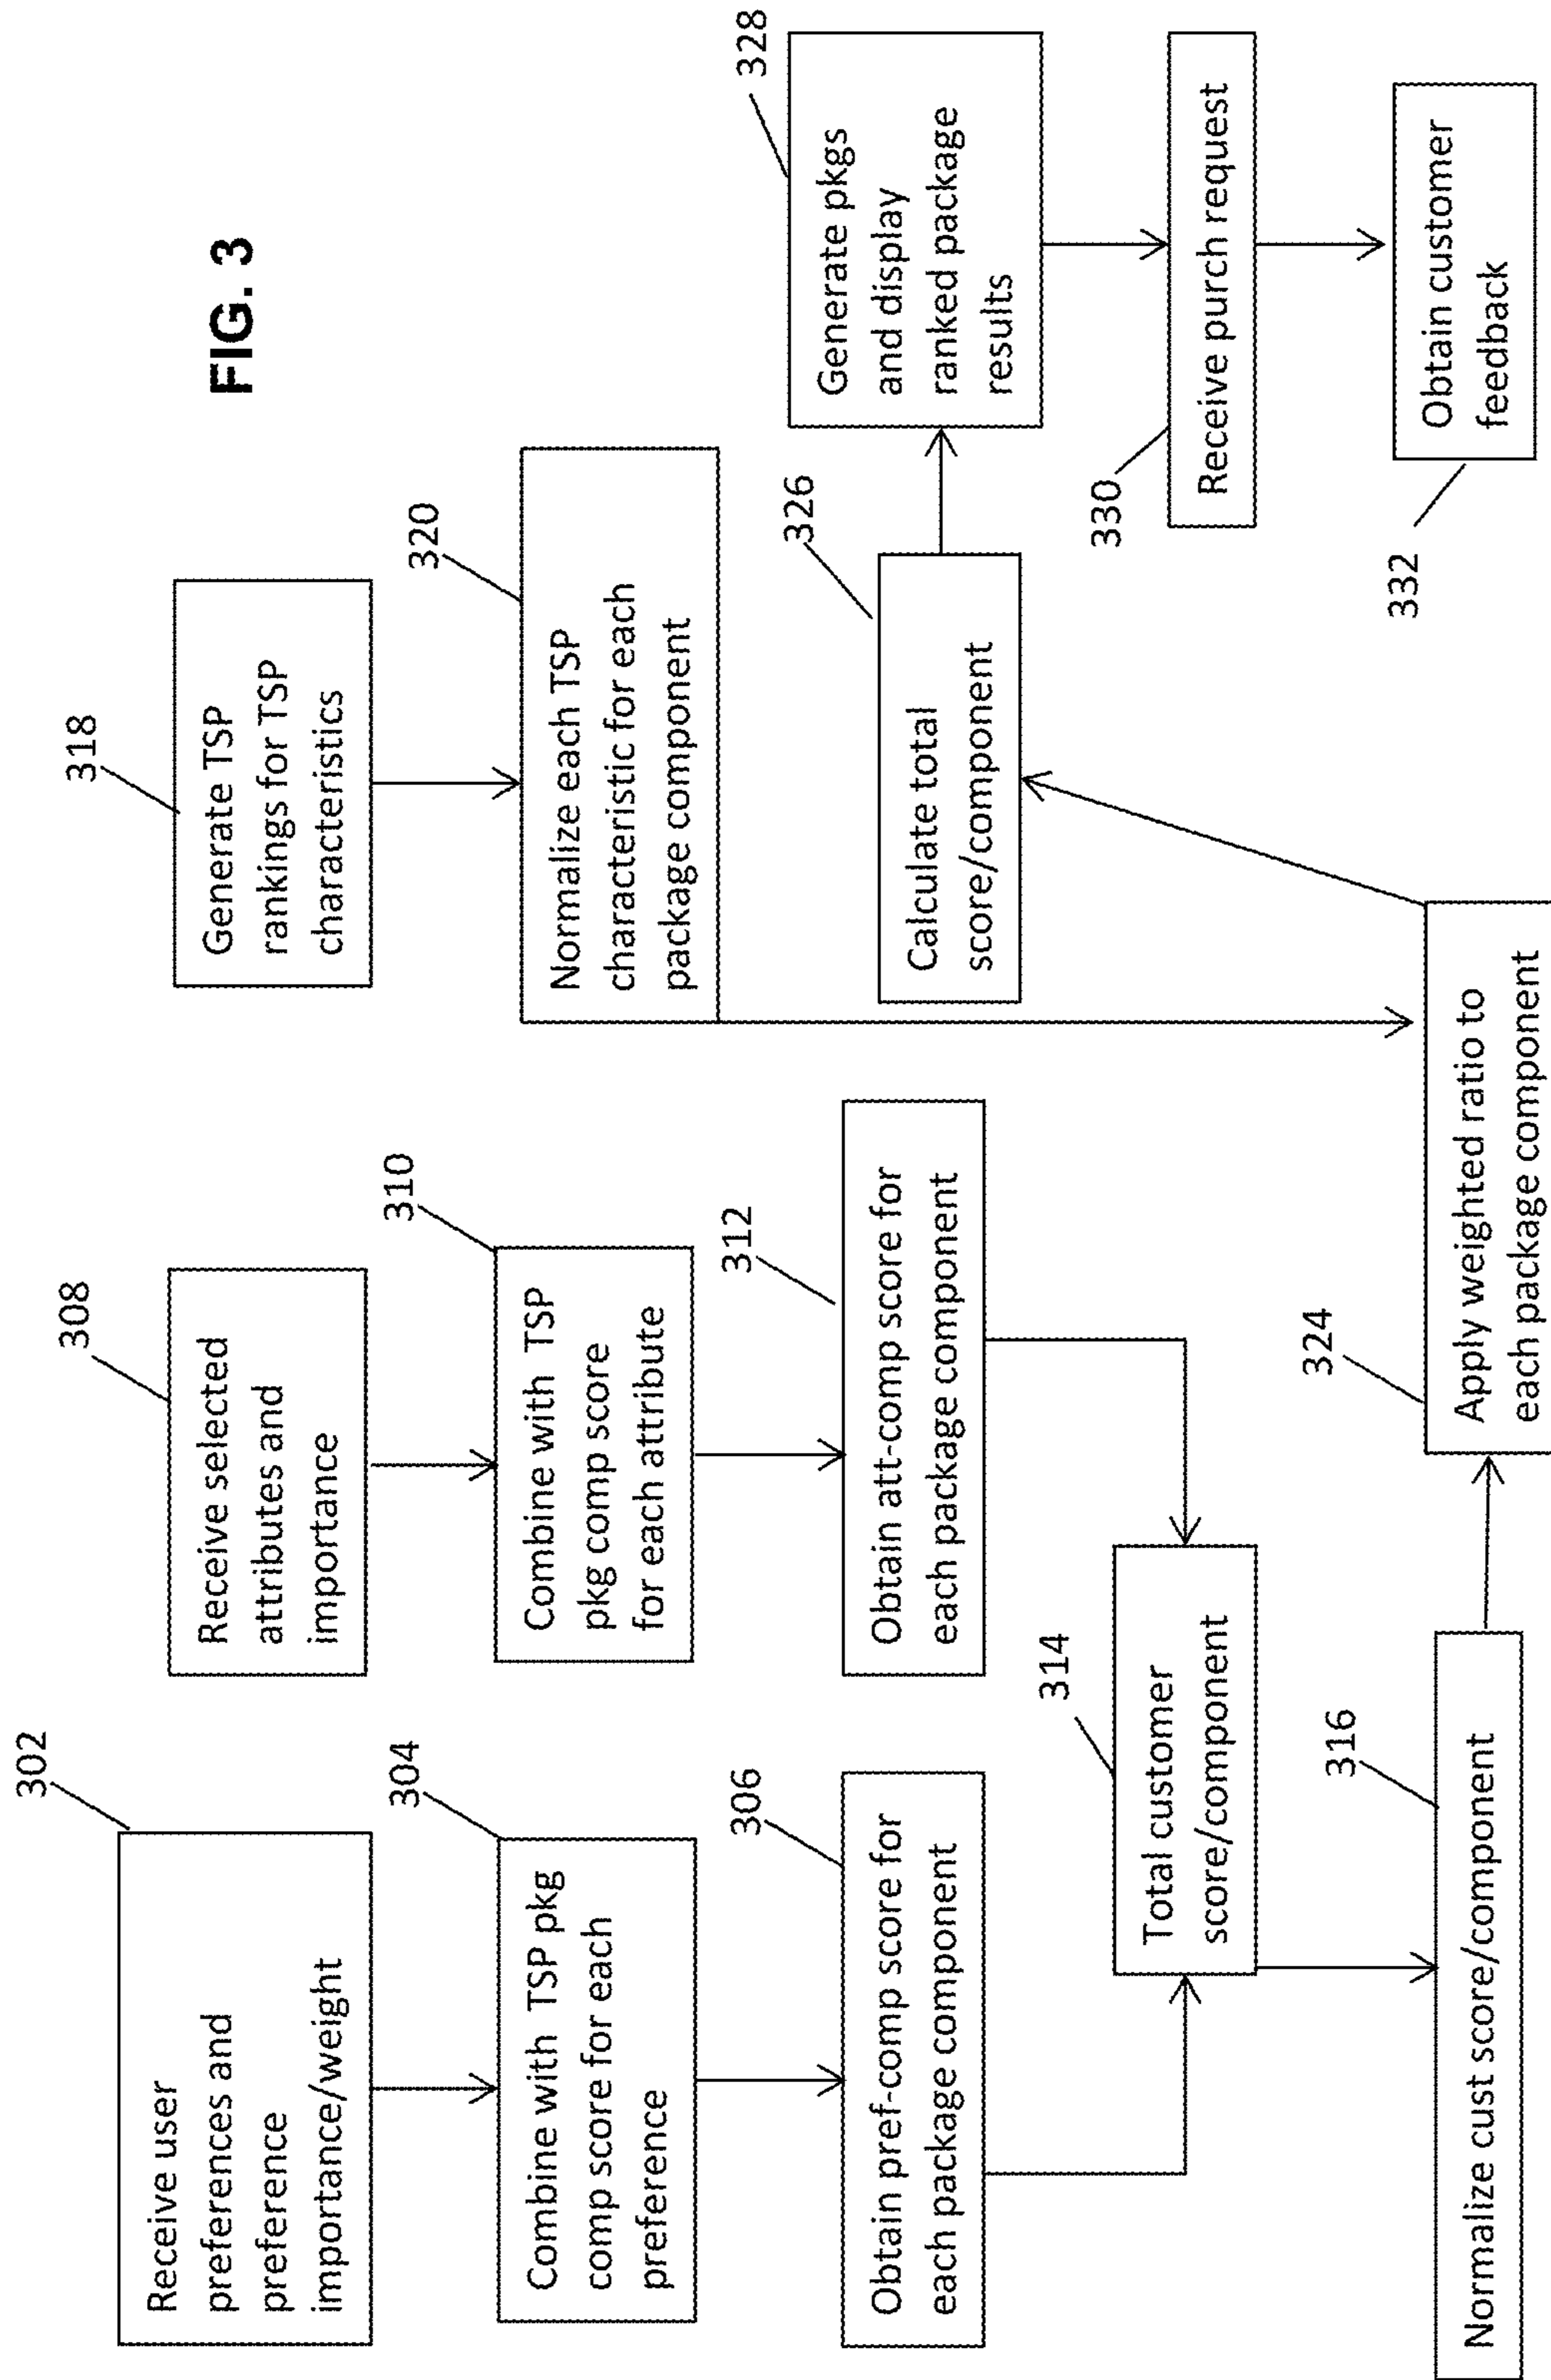 FIG. 3
302
Receive user
preferences and
preference
importance/weight
304
Combine with TSP pkg
comp score for each
preference
306
Obtain pref-comp score for
each package component
308
Receive selected
attributes and
importance
310
Combine with TSP
pkg comp score
for each attribute
312
Obtain att-comp score for
each package component
314
Total customer
score/component
316
Normalize cust score/component
318
Generate TSP
rankings for TSP
characteristics
320
Normalize each TSP
characteristic for each
package component
324
Apply weighted ratio to
each package component
326
Calculate total
score/component
328
Generate pkgs
and display
ranked package
results
330
Receive purch request
332
Obtain customer
feedback